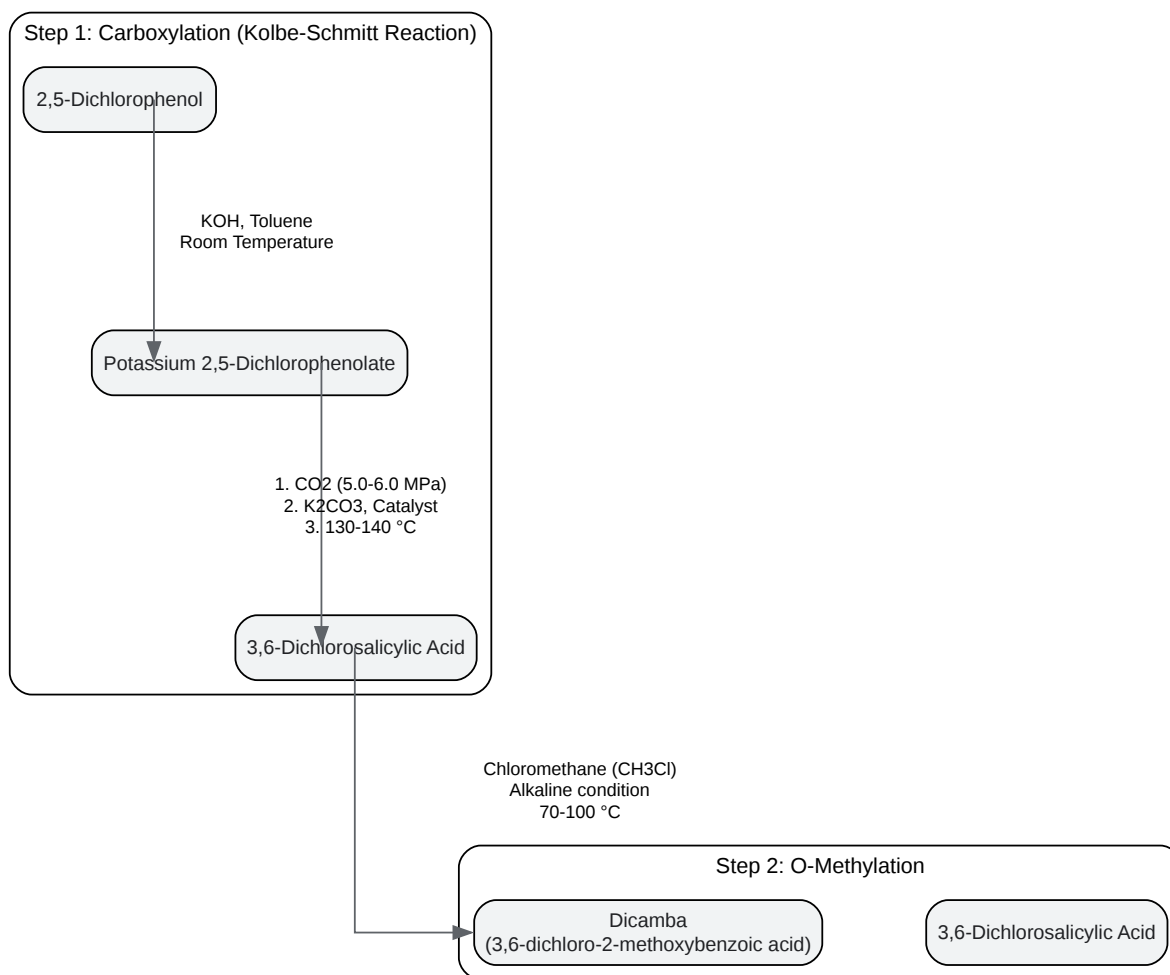 Step 1: Carboxylation (Kolbe-Schmitt Reaction)
2,5-Dichlorophenol
KOH, Toluene
Room Temperature
Potassium 2,5-Dichlorophenolate
1. CO2 (5.0-6.0 MPa)
2. K2CO3, Catalyst
3. 130-140 °C
3,6-Dichlorosalicylic Acid
Chloromethane (CH3Cl)
Alkaline condition
70-100 °C
Step 2: O-Methylation
Dicamba
(3,6-dichloro-2-methoxybenzoic acid)
3,6-Dichlorosalicylic Acid